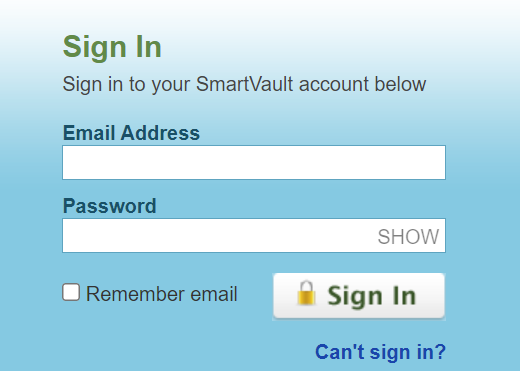 Sign In
Sign in to your SmartVault account below
Email Address
Password
SHOW
Remember email
Sign In
Can't sign in?